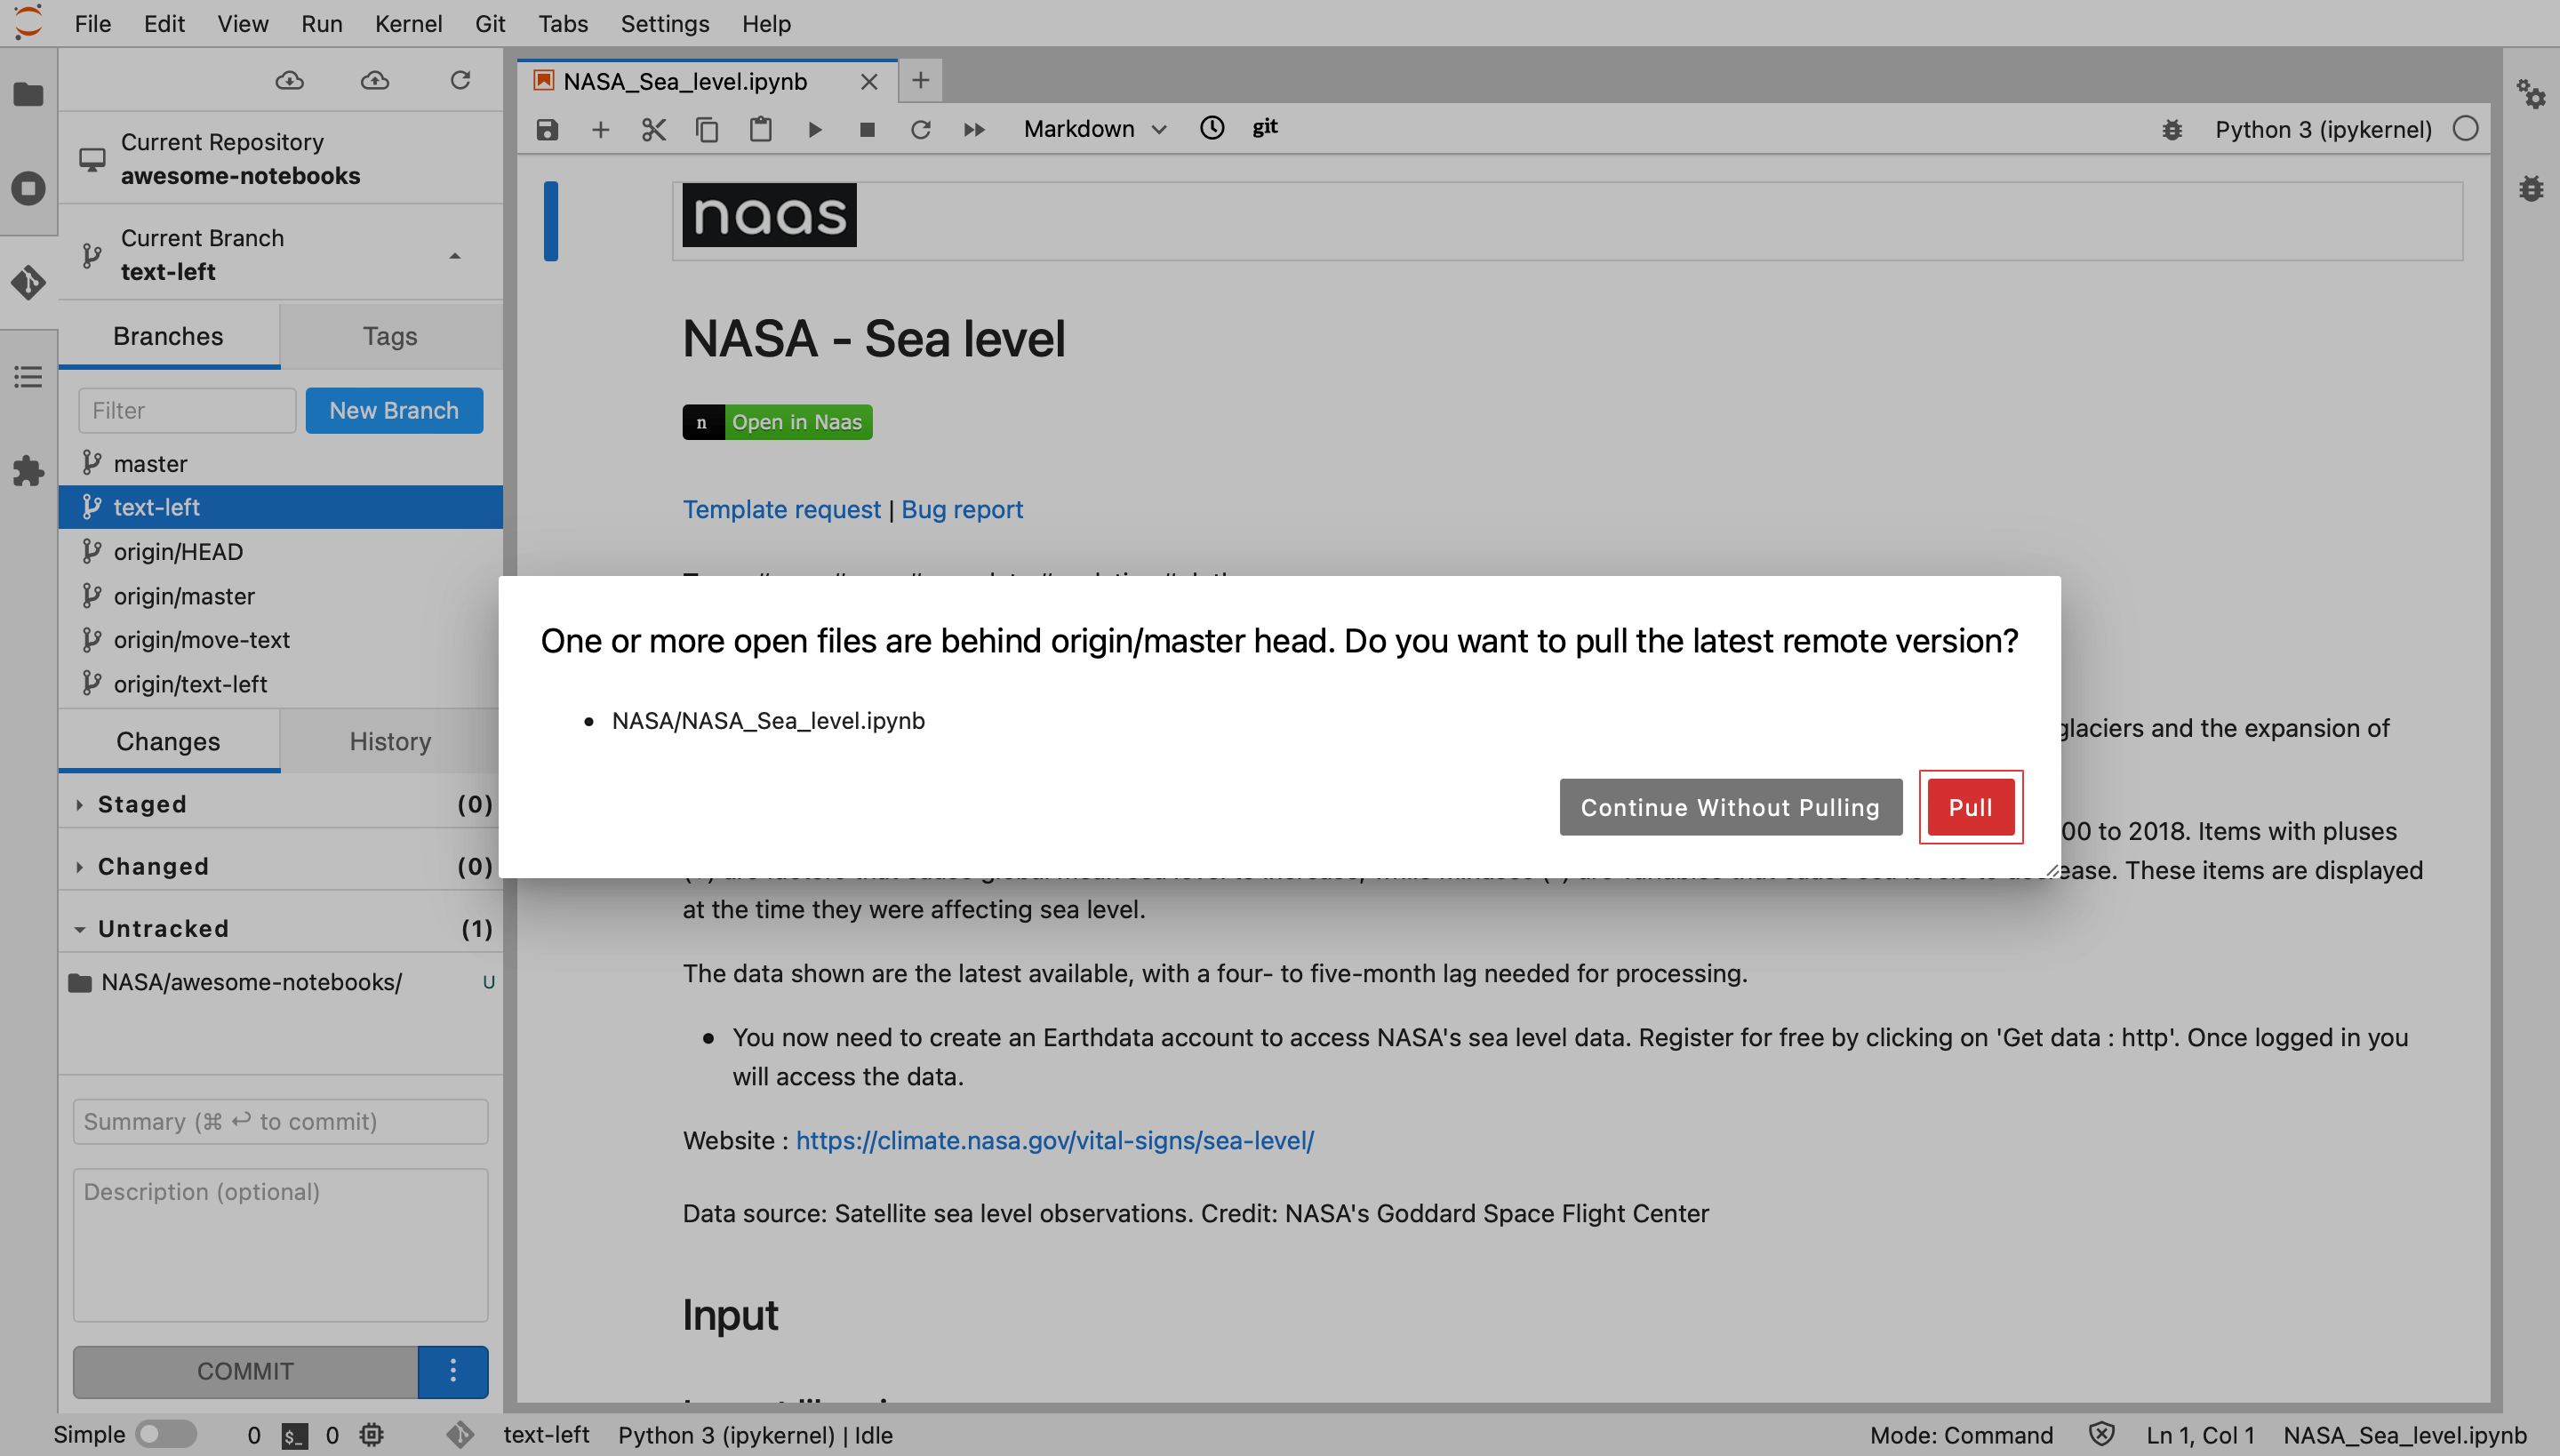 File Edit View Run Kernel Git Tabs Settings Help
Current Repository
awesome-notebooks
Current Branch
text-left
Branches Tags
Filter New Branch
master
text-left
origin/HEAD
origin/master
origin/move-text
origin/text-left
Changes History
Staged (0)
Changed (0)
Untracked (1)
NASA/awesome-notebooks/ U
Summary (⌘ ↩ to commit)
Description (optional)
COMMIT
NASA_Sea_level.ipynb
Markdown git Python 3 (ipykernel)
naas
NASA - Sea level
n Open in Naas
Template request | Bug report
One or more open files are behind origin/master head. Do you want to pull the latest remote version?
• NASA/NASA_Sea_level.ipynb
Continue Without Pulling Pull
glaciers and the expansion of
00 to 2018. Items with pluses
These items are displayed
at the time they were affecting sea level.
The data shown are the latest available, with a four- to five-month lag needed for processing.
• You now need to create an Earthdata account to access NASA's sea level data. Register for free by clicking on 'Get data : http'. Once logged in you
will access the data.
Website : https://climate.nasa.gov/vital-signs/sea-level/
Data source: Satellite sea level observations. Credit: NASA's Goddard Space Flight Center
Input
Simple 0 $_ 0 text-left Python 3 (ipykernel) | Idle Mode: Command Ln 1, Col 1 NASA_Sea_level.ipynb